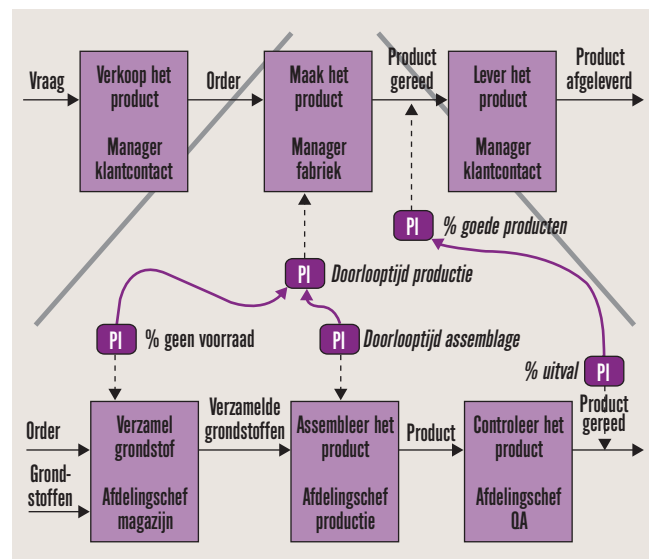 Vraag
Verkoop het
product
Manager
klantcontact
Order
Maak het
product
Manager
fabriek
Product
gereed
Lever het
product
Manager
klantcontact
Product
afgeleverd
PI % goede producten
PI Doorlooptijd productie
PI % geen voorraad
PI Doorlooptijd assemblage
% uitval PI
Order
Grond-
stoffen
Verzamel
grondstof
Afdelingschef
magazijn
Verzamelde
grondstoffen
Assembleer het
product
Afdelingschef
productie
Product
Controleer het
product
Afdelingschef
QA
Product
gereed